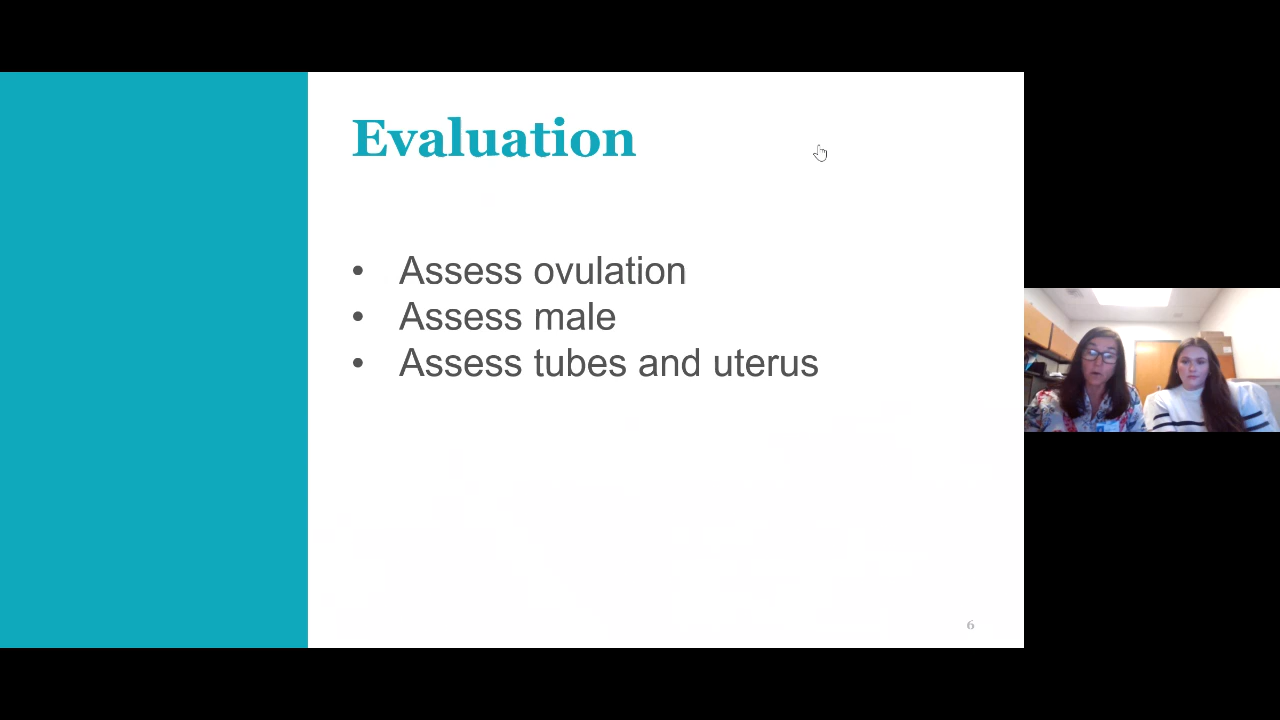 Evaluation
• Assess ovulation
• Assess male
• Assess tubes and uterus
6